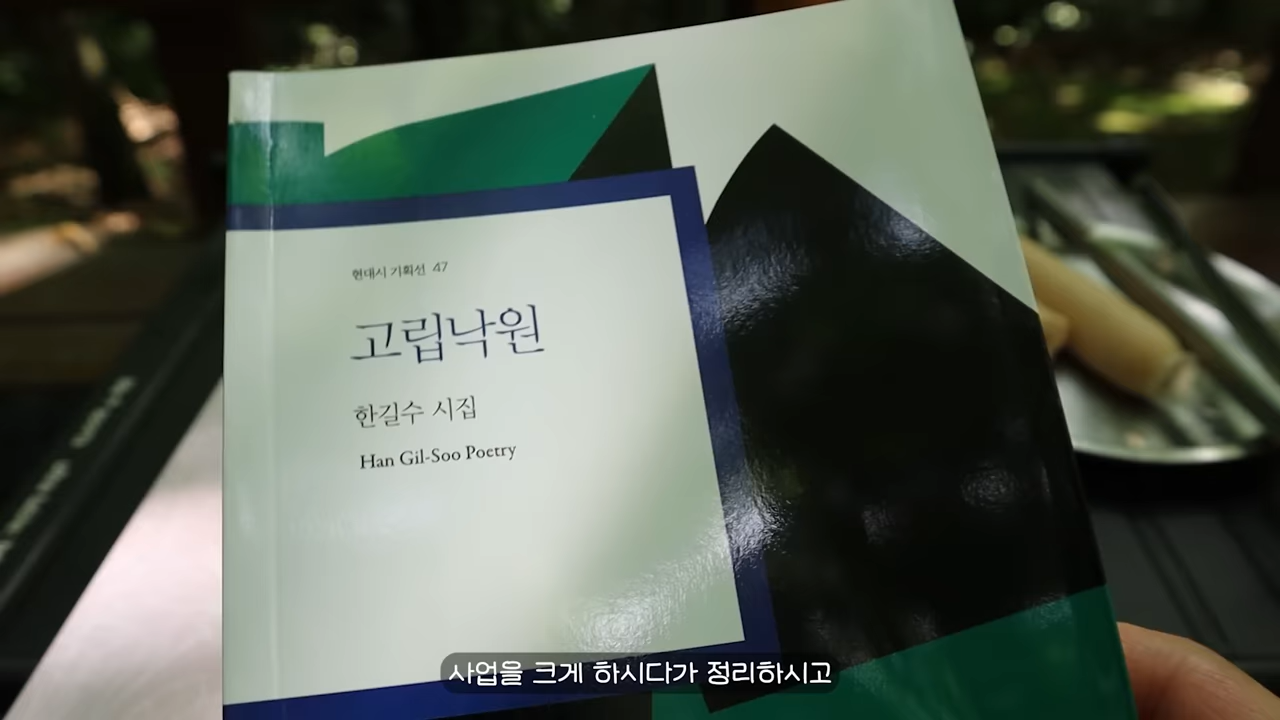 현대시 기획선 47
고립낙원
한길수 시집
Han Gil-Soo Poetry
사업을 크게 하시다가 정리하시고